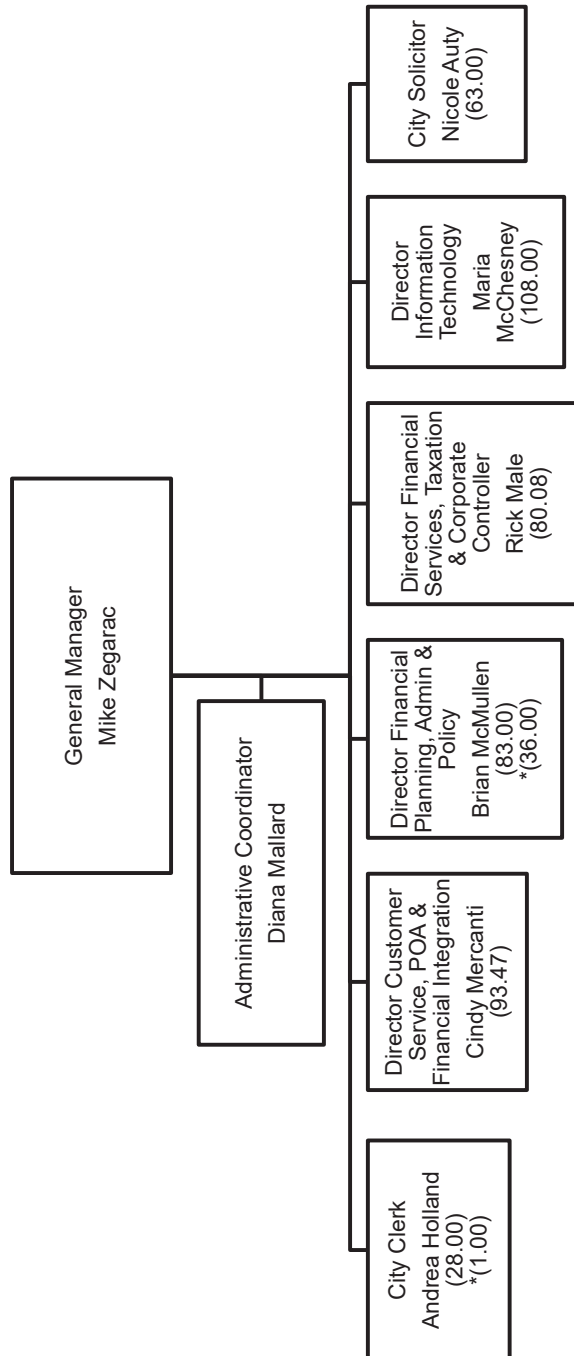 General Manager
Mike Zegarac
Administrative Coordinator
Diana Mallard
City Clerk
Andrea Holland
(28.00)
*(1.00)
Director Customer
Service, POA &
Financial Integration
Cindy Mercanti
(93.47)
Director Financial
Planning, Admin &
Policy
Brian McMullen
(83.00)
*(36.00)
Director Financial
Services, Taxation
& Corporate
Controller
Rick Male
(80.08)
Director
Information
Technology
Maria
McChesney
(108.00)
City Solicitor
Nicole Auty
(63.00)